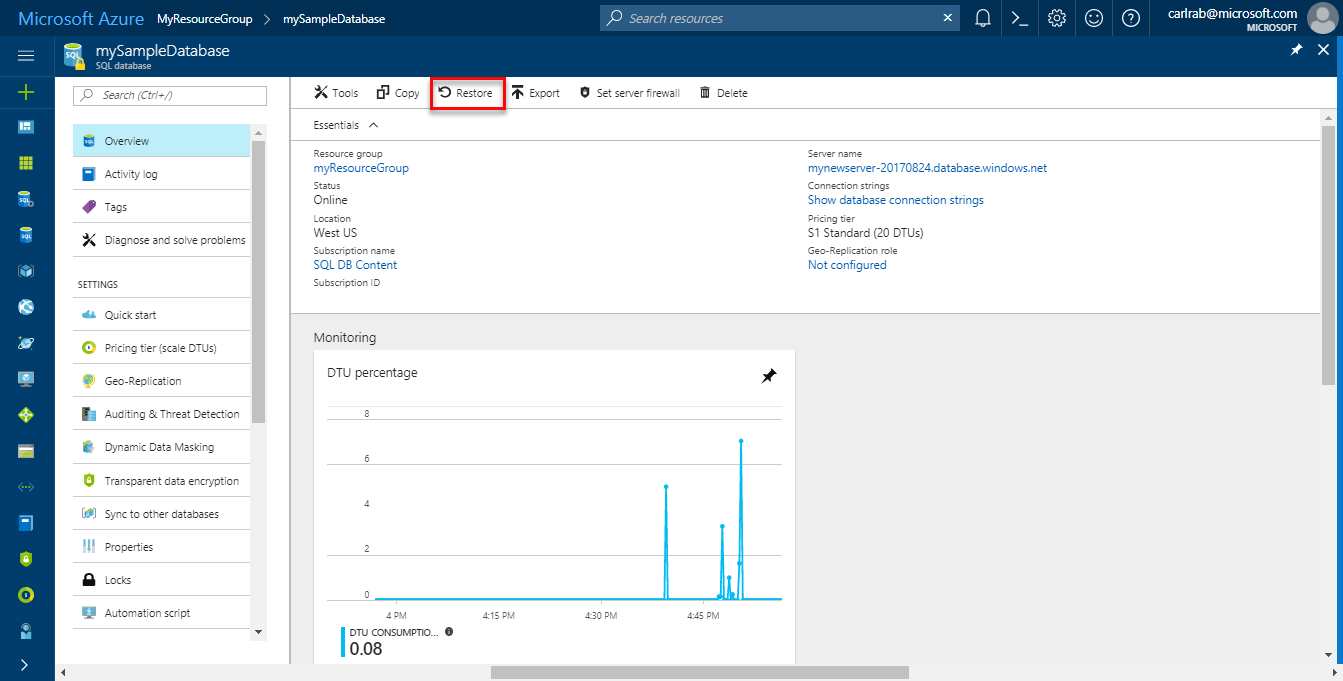 Microsoft Azure MyResourceGroup > mySampleDatabase Search resources carlrab@microsoft.com
MICROSOFT
mySampleDatabase
SQL database
Search (Ctrl+/)
Tools Copy Restore Export Set server firewall Delete
Essentials
Overview
Activity log
Tags
Diagnose and solve problems
SETTINGS
Quick start
Pricing tier (scale DTUs)
Geo-Replication
Auditing & Threat Detection
Dynamic Data Masking
Transparent data encryption
Sync to other databases
Properties
Locks
Automation script
Resource group
myResourceGroup
Status
Online
Location
West US
Subscription name
SQL DB Content
Subscription ID
Server name
mynewserver-20170824.database.windows.net
Connection strings
Show database connection strings
Pricing tier
S1 Standard (20 DTUs)
Geo-Replication role
Not configured
Monitoring
DTU percentage
8
6
4
2
0
4 PM 4:15 PM 4:30 PM 4:45 PM
DTU CONSUMPTIO...
0.08